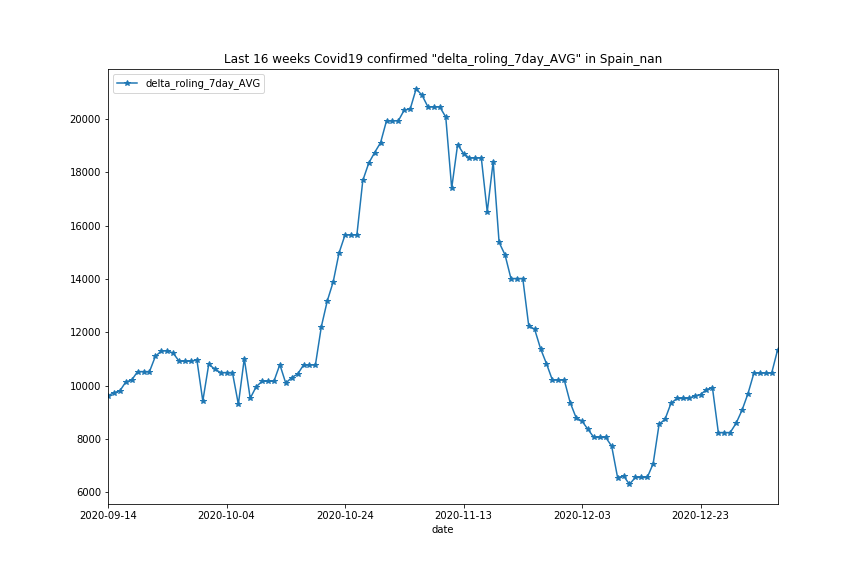 Last 16 weeks Covid19 confirmed "delta_roling_7day_AVG" in Spain_nan
delta_roling_7day_AVG
20000
18000
16000
14000
12000
10000
8000
6000
2020-09-14 2020-10-04 2020-10-24 2020-11-13 2020-12-03 2020-12-23
date